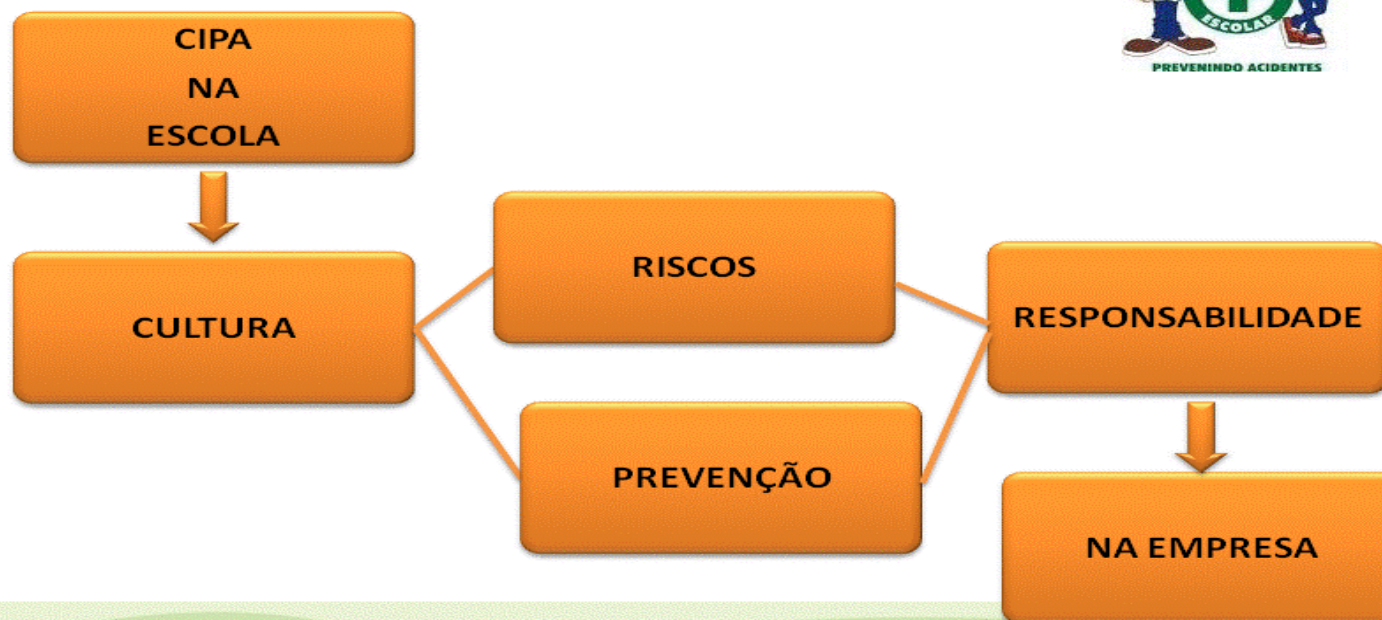 CIPA
NA
ESCOLA
ESCOLAR
PREVENINDO ACIDENTES
RISCOS
CULTURA
RESPONSABILIDADE
PREVENÇÃO
NA EMPRESA